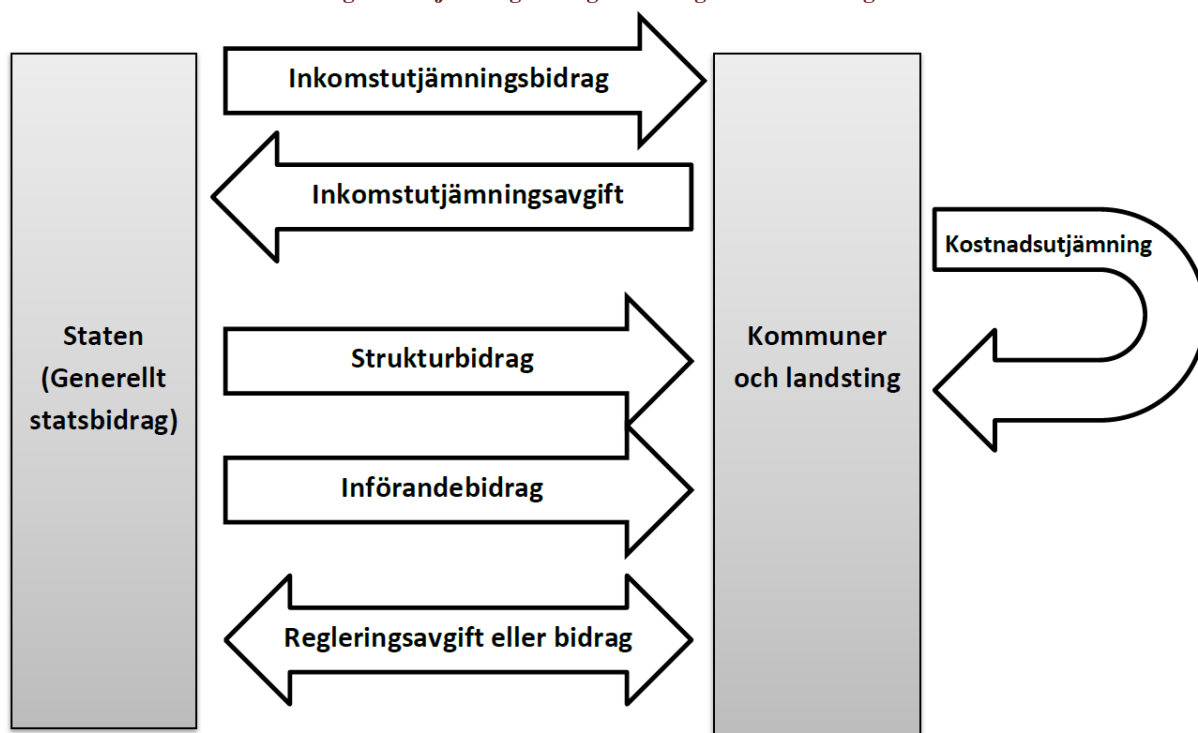 Inkomstutjämningsbidrag
Inkomstutjämningsavgift
Kostnadsutjämning
Staten
(Generellt
statsbidrag)
Strukturbidrag
Kommuner
och landsting
Införandebidrag
Regleringsavgift eller bidrag